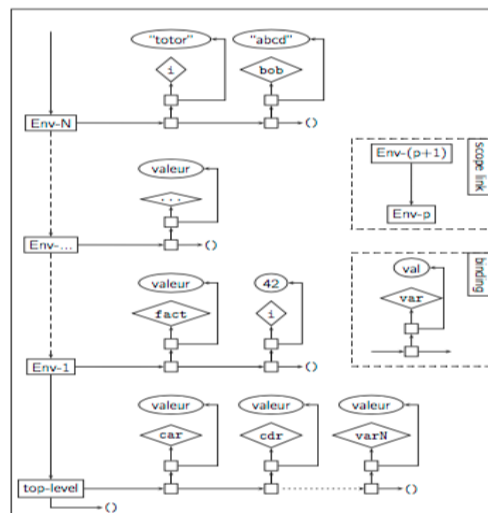 "totor" "abcd"
i bob
Env-N ()
Env-(p+1)
scope link
valeur
Env-p
...
Env-... ()
val
binding
valeur 42
var
fact i
Env-1 ()
valeur valeur valeur
car cdr varN
top-level ()
()